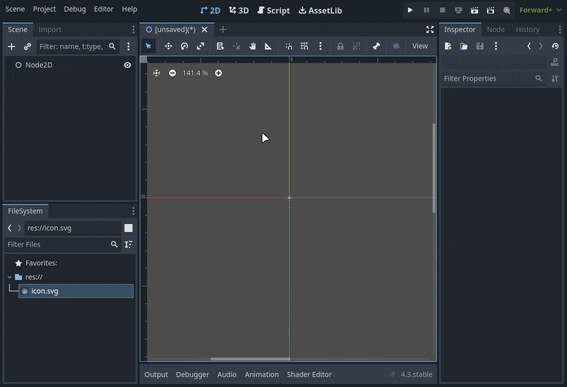 Scene Project Debug Editor Help
2D 3D Script AssetLib
Forward+
Scene Import
[unsaved](*)
Inspector Node History
Filter: name, t:type,
View
Node2D
141.4 %
DOC
Filter Properties
FileSystem
res://icon.svg
Filter Files
Favorites:
res://
icon.svg
Output Debugger Audio Animation Shader Editor
4.3.stable